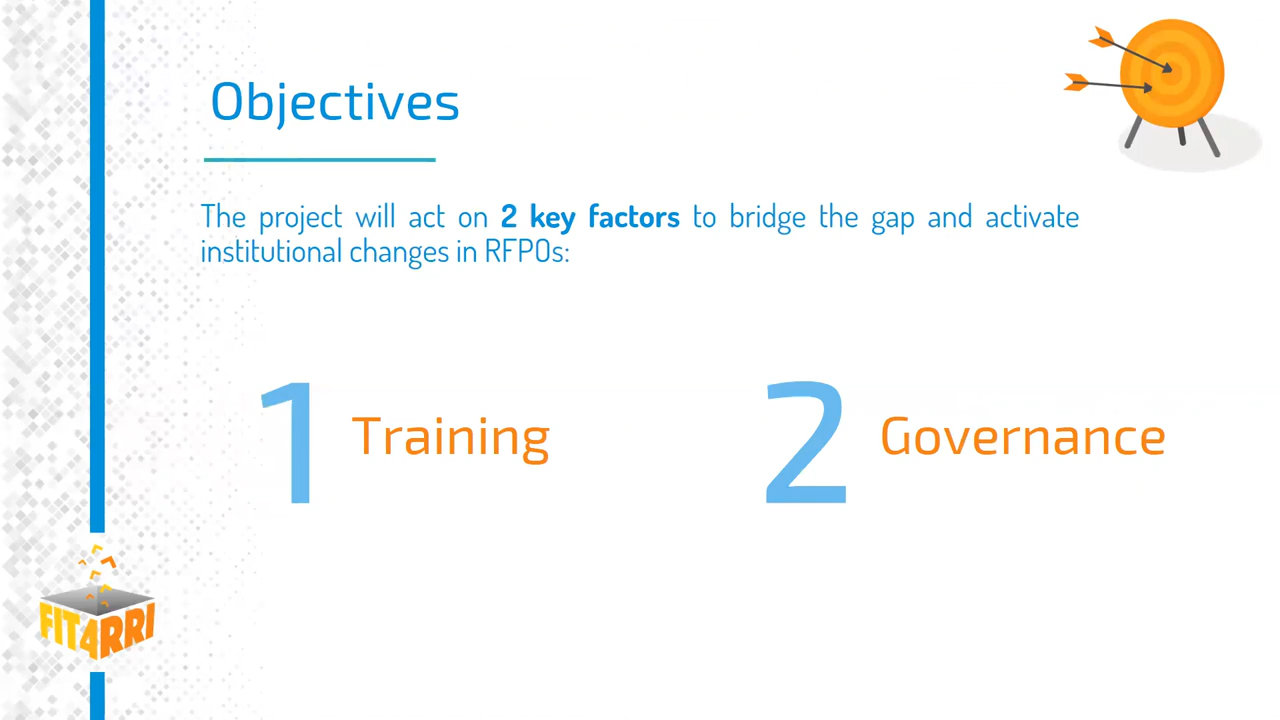 Objectives
The project will act on 2 key factors to bridge the gap and activate
institutional changes in RFPOs:
1 Training
2 Governance
FIT4RRI